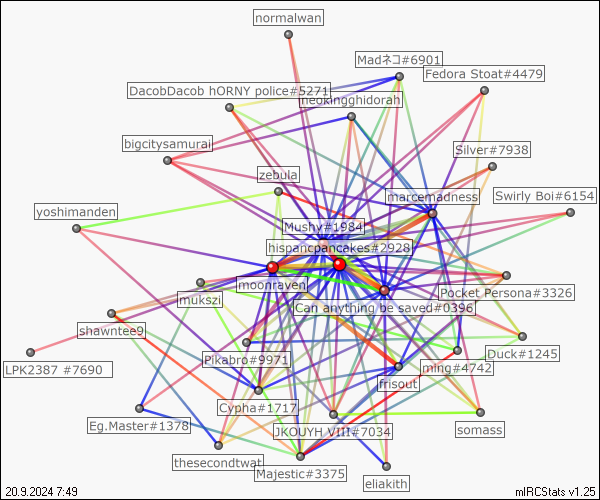 normalwan
Madネコ#6901
Fedora Stoat#4479
DacobDacob hORNY police#5271
neokingghidorah
bigcitysamurai
Silver#7938
zebula
marcemadness
Swirly Boi#6154
yoshimanden
Mushy#1984
hispancpancakes#2928
moonraven
mukszi
Pocket Persona#3326
Can anything be saved#0396
shawntee9
Pikabro#9971
Duck#1245
LPK2387 #7690
ming#4742
frisout
Cypha#1717
Eg.Master#1378
JKOUYH VIII#7034
somass
thesecondtwat
Majestic#3375
eliakith
20.9.2024 7:49
mIRCStats v1.25